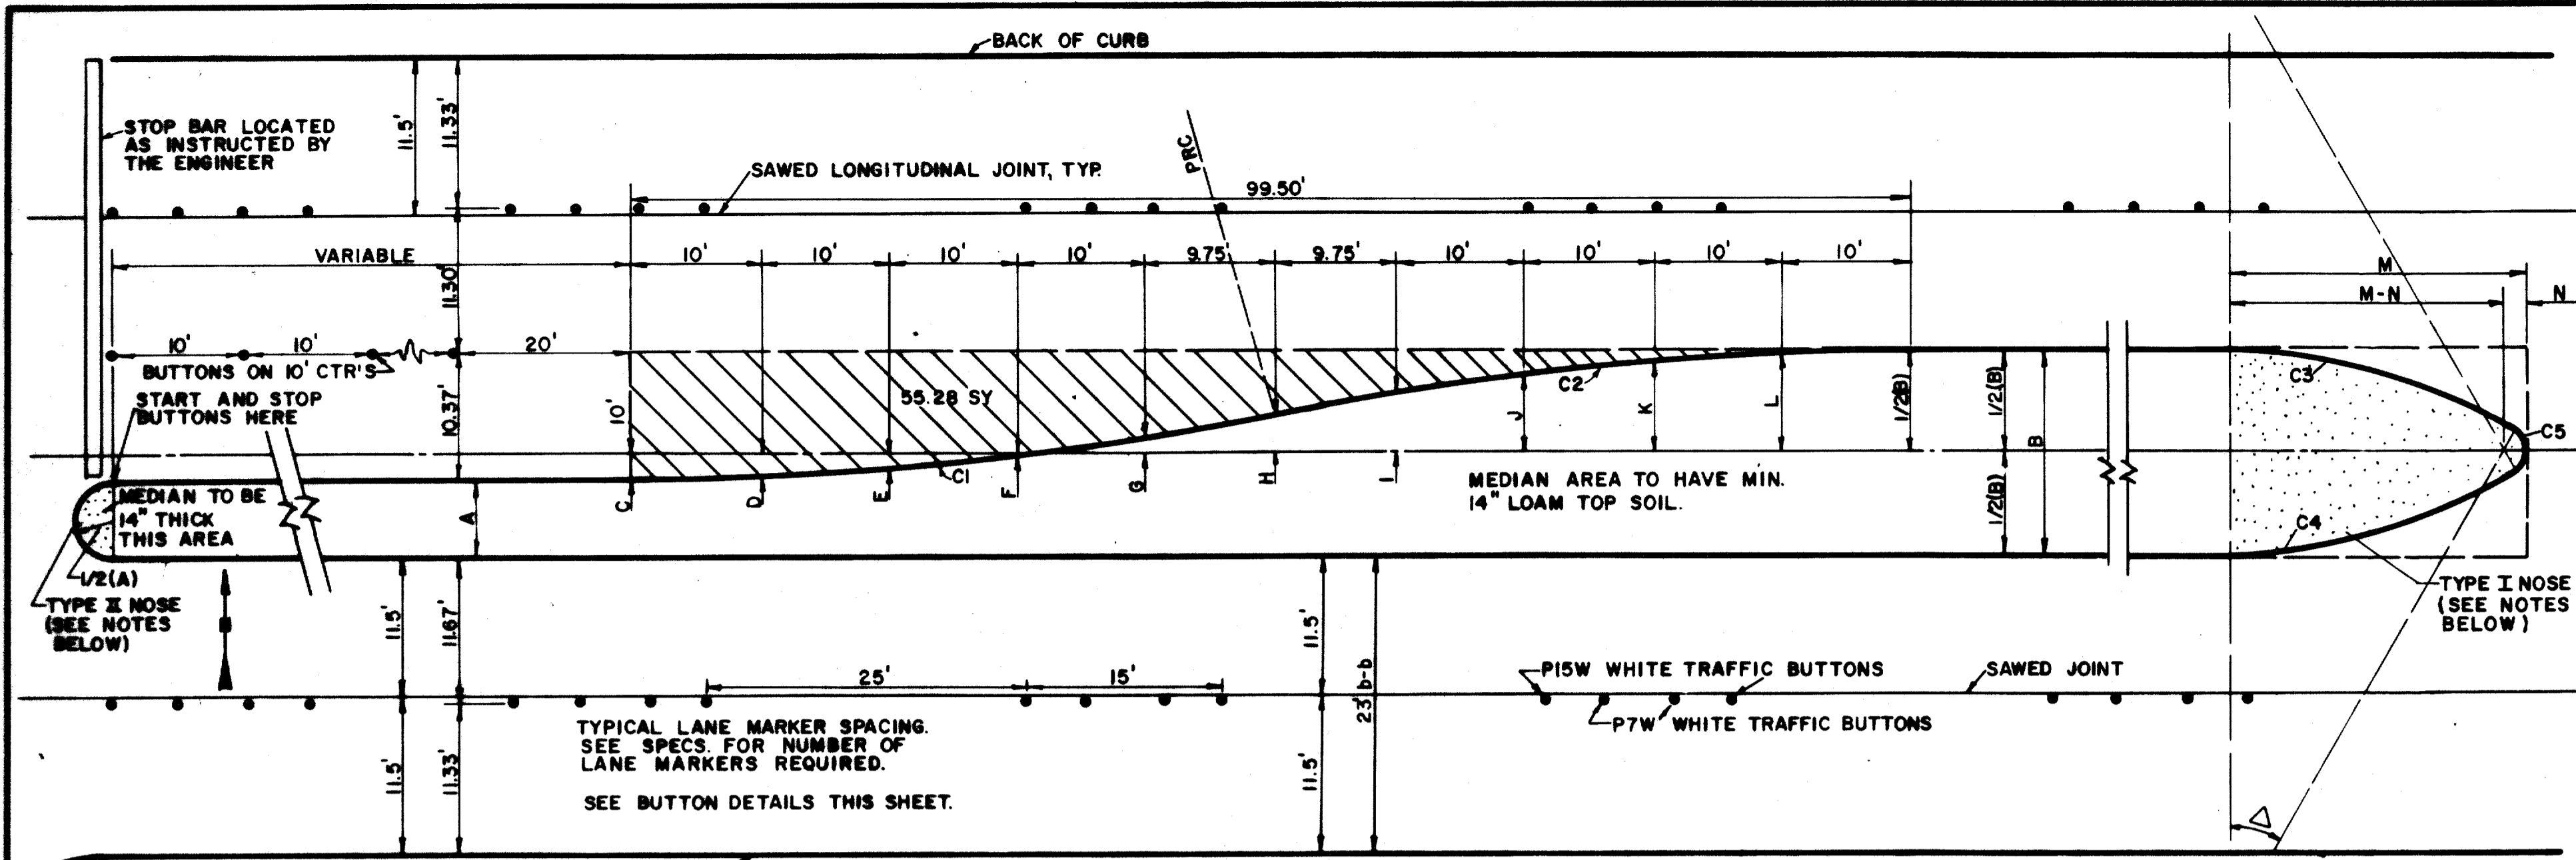 BACK OF CURB
STOP BAR LOCATED
AS INSTRUCTED BY
THE ENGINEER
11.5'
11.33'
SAWED LONGITUDINAL JOINT, TYP.
PRC
99.50'
VARIABLE
11.30'
10'
10'
10'
10'
9.75'
9.75'
10'
10'
10'
10'
M
M-N
N
10'
10'
20'
BUTTONS ON 10' CTR'S
START AND STOP
BUTTONS HERE
10.37'
10'
55.28 SY
C2
1/2(B)
1/2(B)
B
C3
C5
J
K
L
C
D
E
C1
F
G
H
I
MEDIAN AREA TO HAVE MIN.
14" LOAM TOP SOIL.
1/2(B)
C4
MEDIAN TO BE
14" THICK
THIS AREA
A
1/2(A)
TYPE II NOSE
(SEE NOTES
BELOW)
TYPE I NOSE
(SEE NOTES
BELOW)
11.5'
11.67'
11.5'
23' b-b
25'
15'
P15W WHITE TRAFFIC BUTTONS
SAWED JOINT
P7W WHITE TRAFFIC BUTTONS
TYPICAL LANE MARKER SPACING.
SEE SPECS. FOR NUMBER OF
LANE MARKERS REQUIRED.
SEE BUTTON DETAILS THIS SHEET.
11.5'
11.33'
11.5'
△